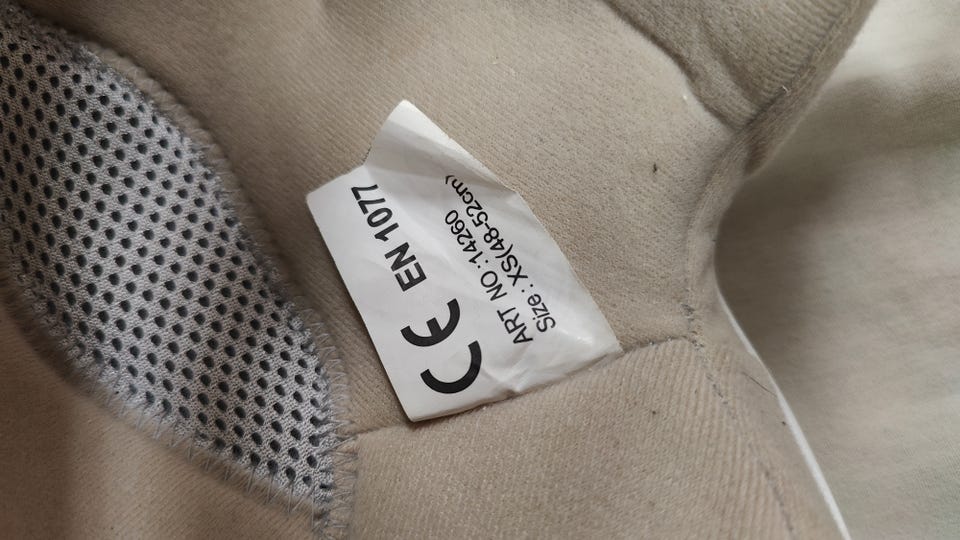 CE EN 1077
ART NO : 14260
Size : XS(48-52cm)